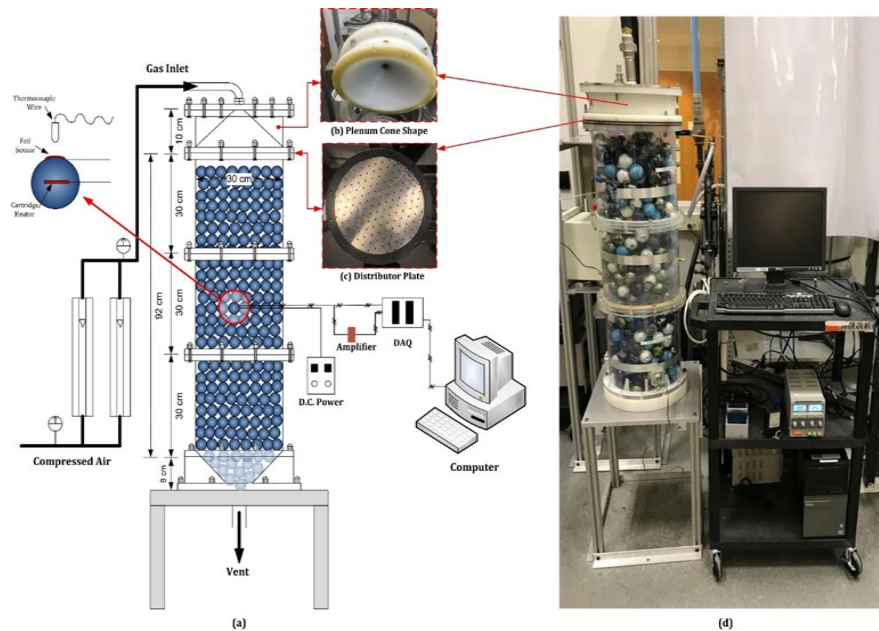 Gas Inlet
Thermocouple
Wire
Foil
Sensor
Cartridge
Heater
10 cm
30 cm
30 cm
92 cm
30 cm
30 cm
8 cm
(b) Plenum Cone Shape
(c) Distributor Plate
Amplifier
DAQ
D.C. Power
Computer
Compressed Air
Vent
(a)
(d)